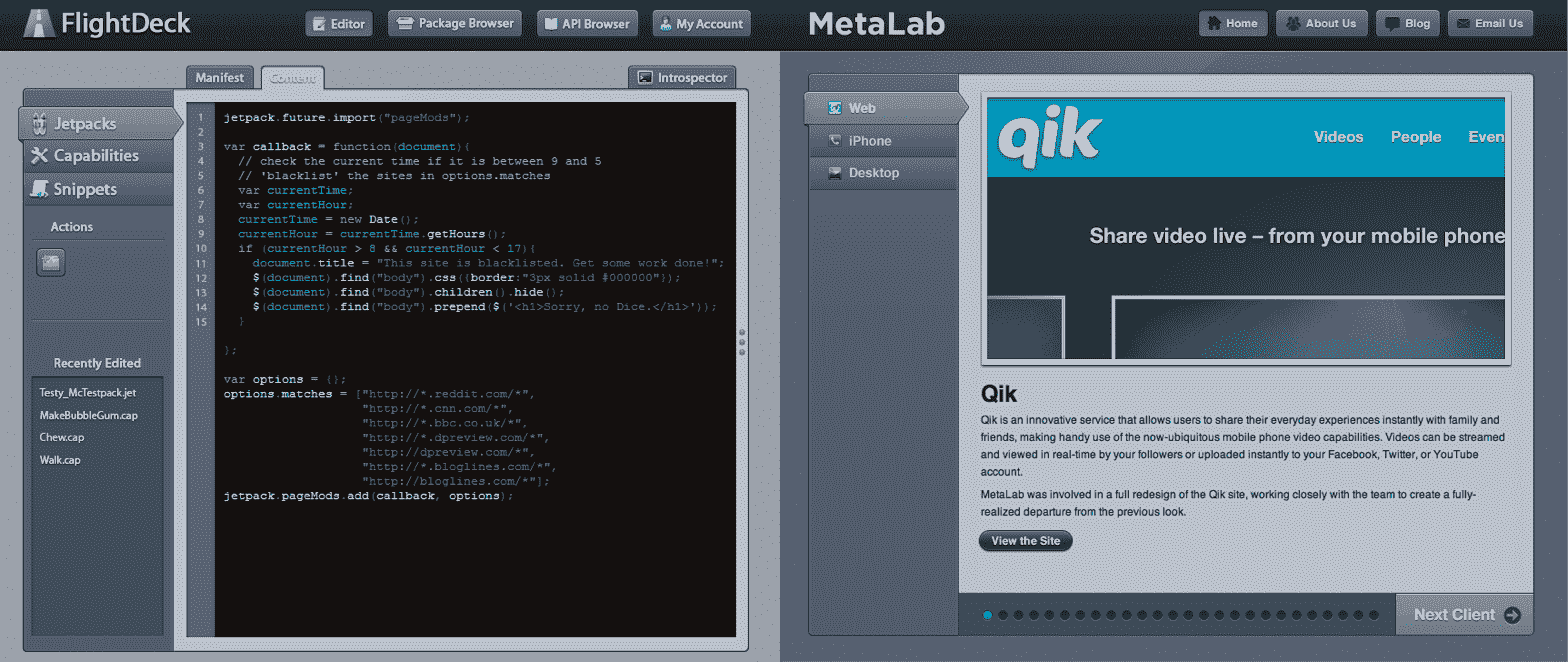 FlightDeck
Editor
Package Browser
API Browser
My Account
Manifest
Content
Introspector
Jetpacks
Capabilities
Snippets
Actions
Recently Edited
Testy_McTestpack.jet
MakeBubbleGum.cap
Chew.cap
Walk.cap
1 jetpack.future.import("pageMods");
2
3 var callback = function(document){
4 // check the current time if it is between 9 and 5
5 // 'blacklist' the sites in options.matches
6 var currentTime;
7 var currentHour;
8 currentTime = new Date();
9 currentHour = currentTime.getHours();
10 if (currentHour > 8 && currentHour < 17){
11 document.title = "This site is blacklisted. Get some work done!";
12 $(document).find("body").css({border:"3px solid #000000"});
13 $(document).find("body").children().hide();
14 $(document).find("body").prepend($('<h1>Sorry, no Dice.</h1>'));
15 }
};
var options = {};
options.matches = ["http://*.reddit.com/*",
"http://*.cnn.com/*",
"http://*.bbc.co.uk/*",
"http://*.dpreview.com/*",
"http://dpreview.com/*",
"http://*.bloglines.com/*",
"http://bloglines.com/*"];
jetpack.pageMods.add(callback, options);
MetaLab
Home
About Us
Blog
Email Us
Web
iPhone
Desktop
qik
Videos
People
Even
Share video live – from your mobile phone
Qik
Qik is an innovative service that allows users to share their everyday experiences instantly with family and
friends, making handy use of the now-ubiquitous mobile phone video capabilities. Videos can be streamed
and viewed in real-time by your followers or uploaded instantly to your Facebook, Twitter, or YouTube
account.
MetaLab was involved in a full redesign of the Qik site, working closely with the team to create a fully-
realized departure from the previous look.
View the Site
Next Client